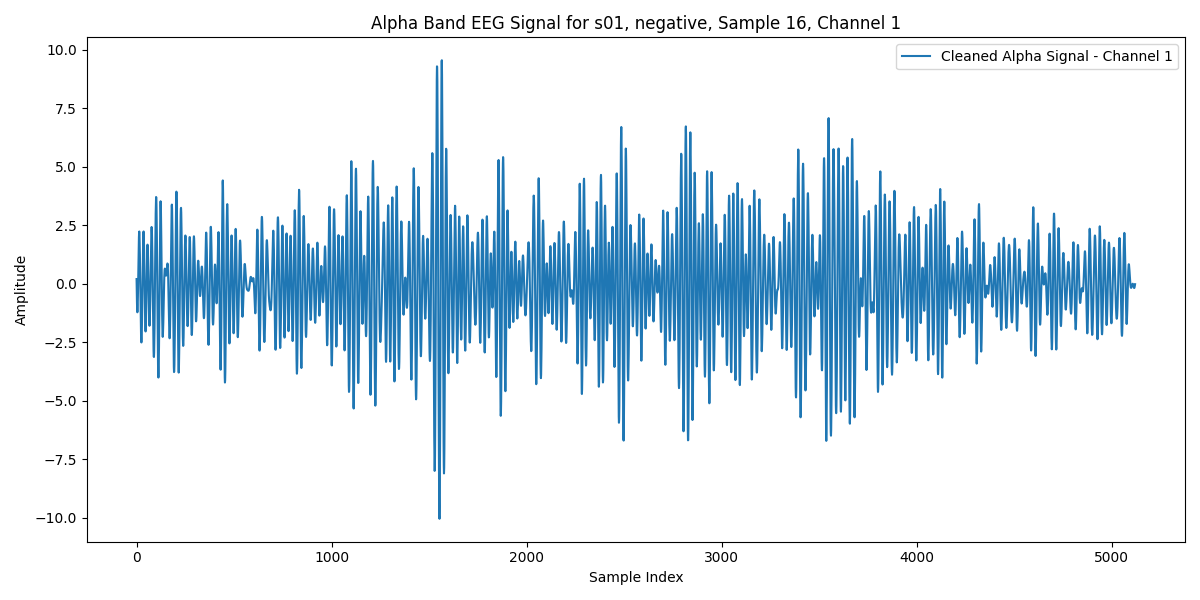 Alpha Band EEG Signal for s01, negative, Sample 16, Channel 1
Cleaned Alpha Signal - Channel 1
Amplitude
10.0
7.5
5.0
2.5
0.0
−2.5
−5.0
−7.5
−10.0
0 1000 2000 3000 4000 5000
Sample Index